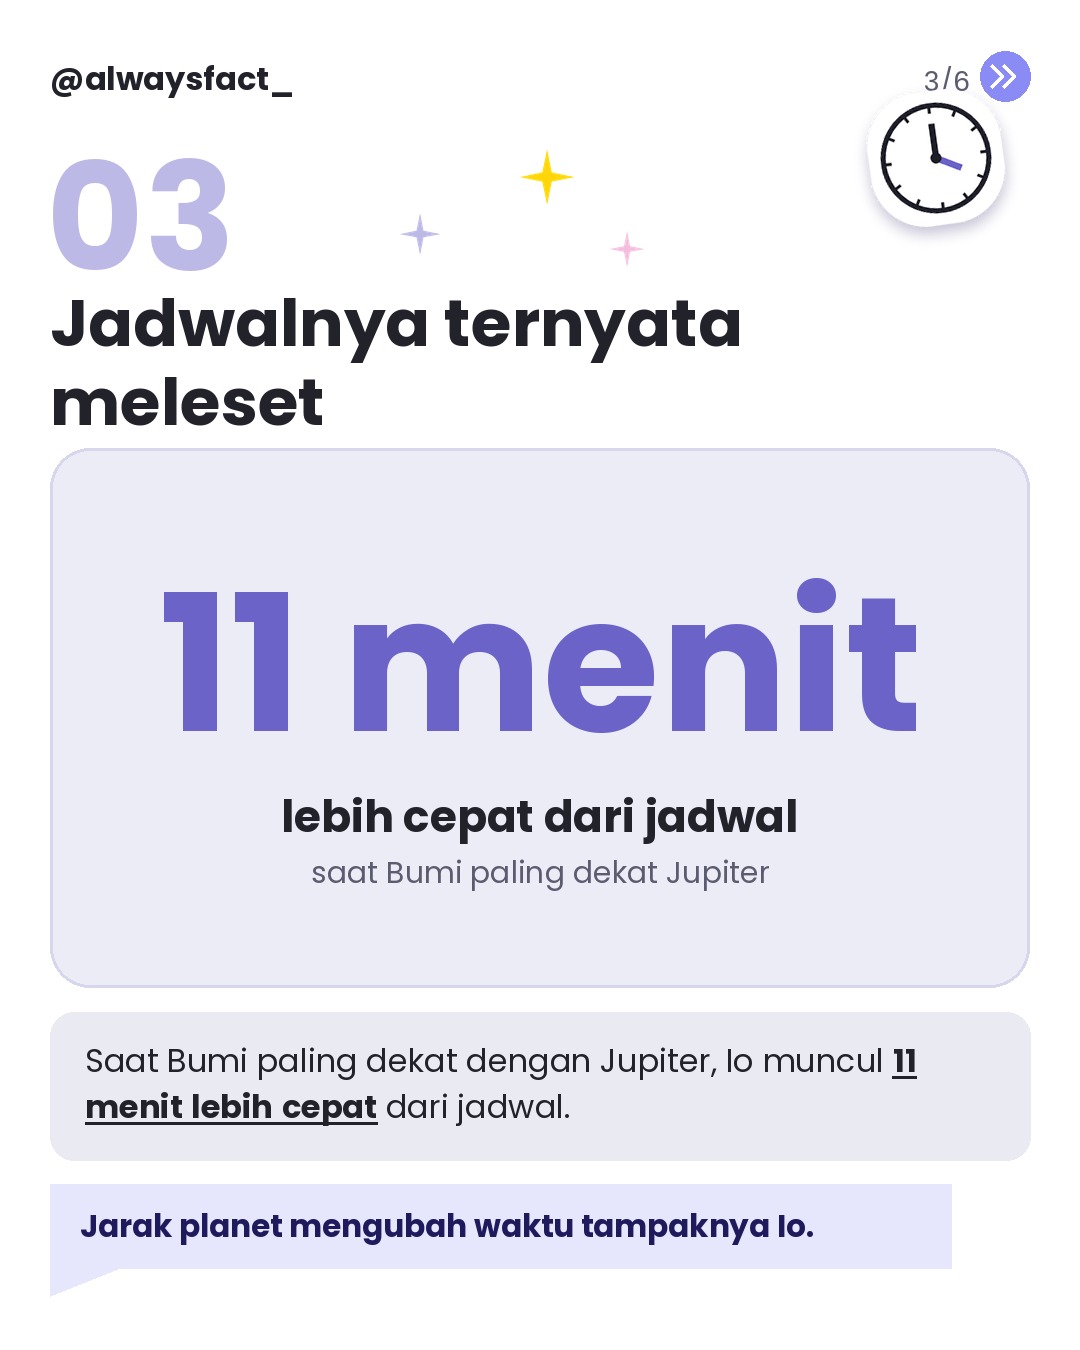 @alwaysfact_
3/6
03
Jadwalnya ternyata
meleset
11 menit
lebih cepat dari jadwal
saat Bumi paling dekat Jupiter
Saat Bumi paling dekat dengan Jupiter, Io muncul 11
menit lebih cepat dari jadwal.
Jarak planet mengubah waktu tampaknya Io.